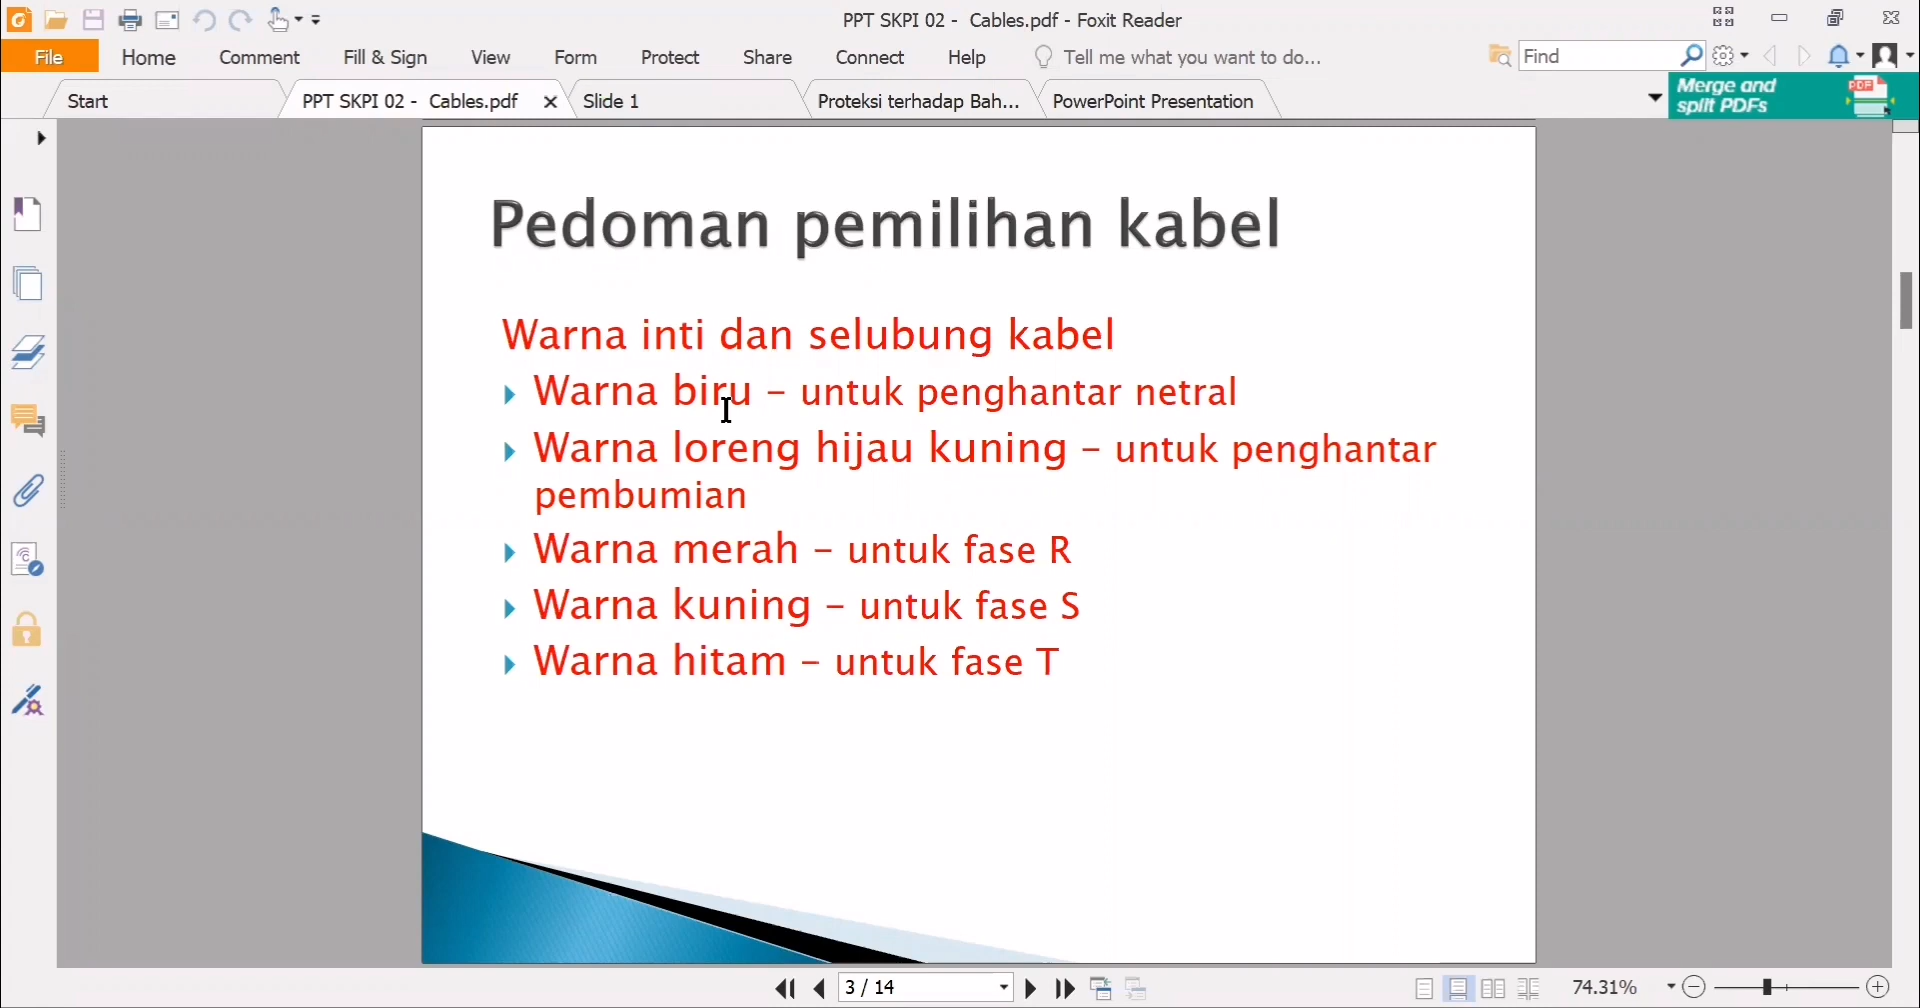 PPT SKPI 02 - Cables.pdf - Foxit Reader
File Home Comment Fill & Sign View Form Protect Share Connect Help Tell me what you want to do... Find
Start PPT SKPI 02 - Cables.pdf Slide 1 Proteksi terhadap Bah... PowerPoint Presentation
Merge and
split PDFs
PDF
Pedoman pemilihan kabel
Warna inti dan selubung kabel
Warna biru – untuk penghantar netral
Warna loreng hijau kuning – untuk penghantar
pembumian
Warna merah – untuk fase R
Warna kuning – untuk fase S
Warna hitam – untuk fase T
3 / 14
74.31%